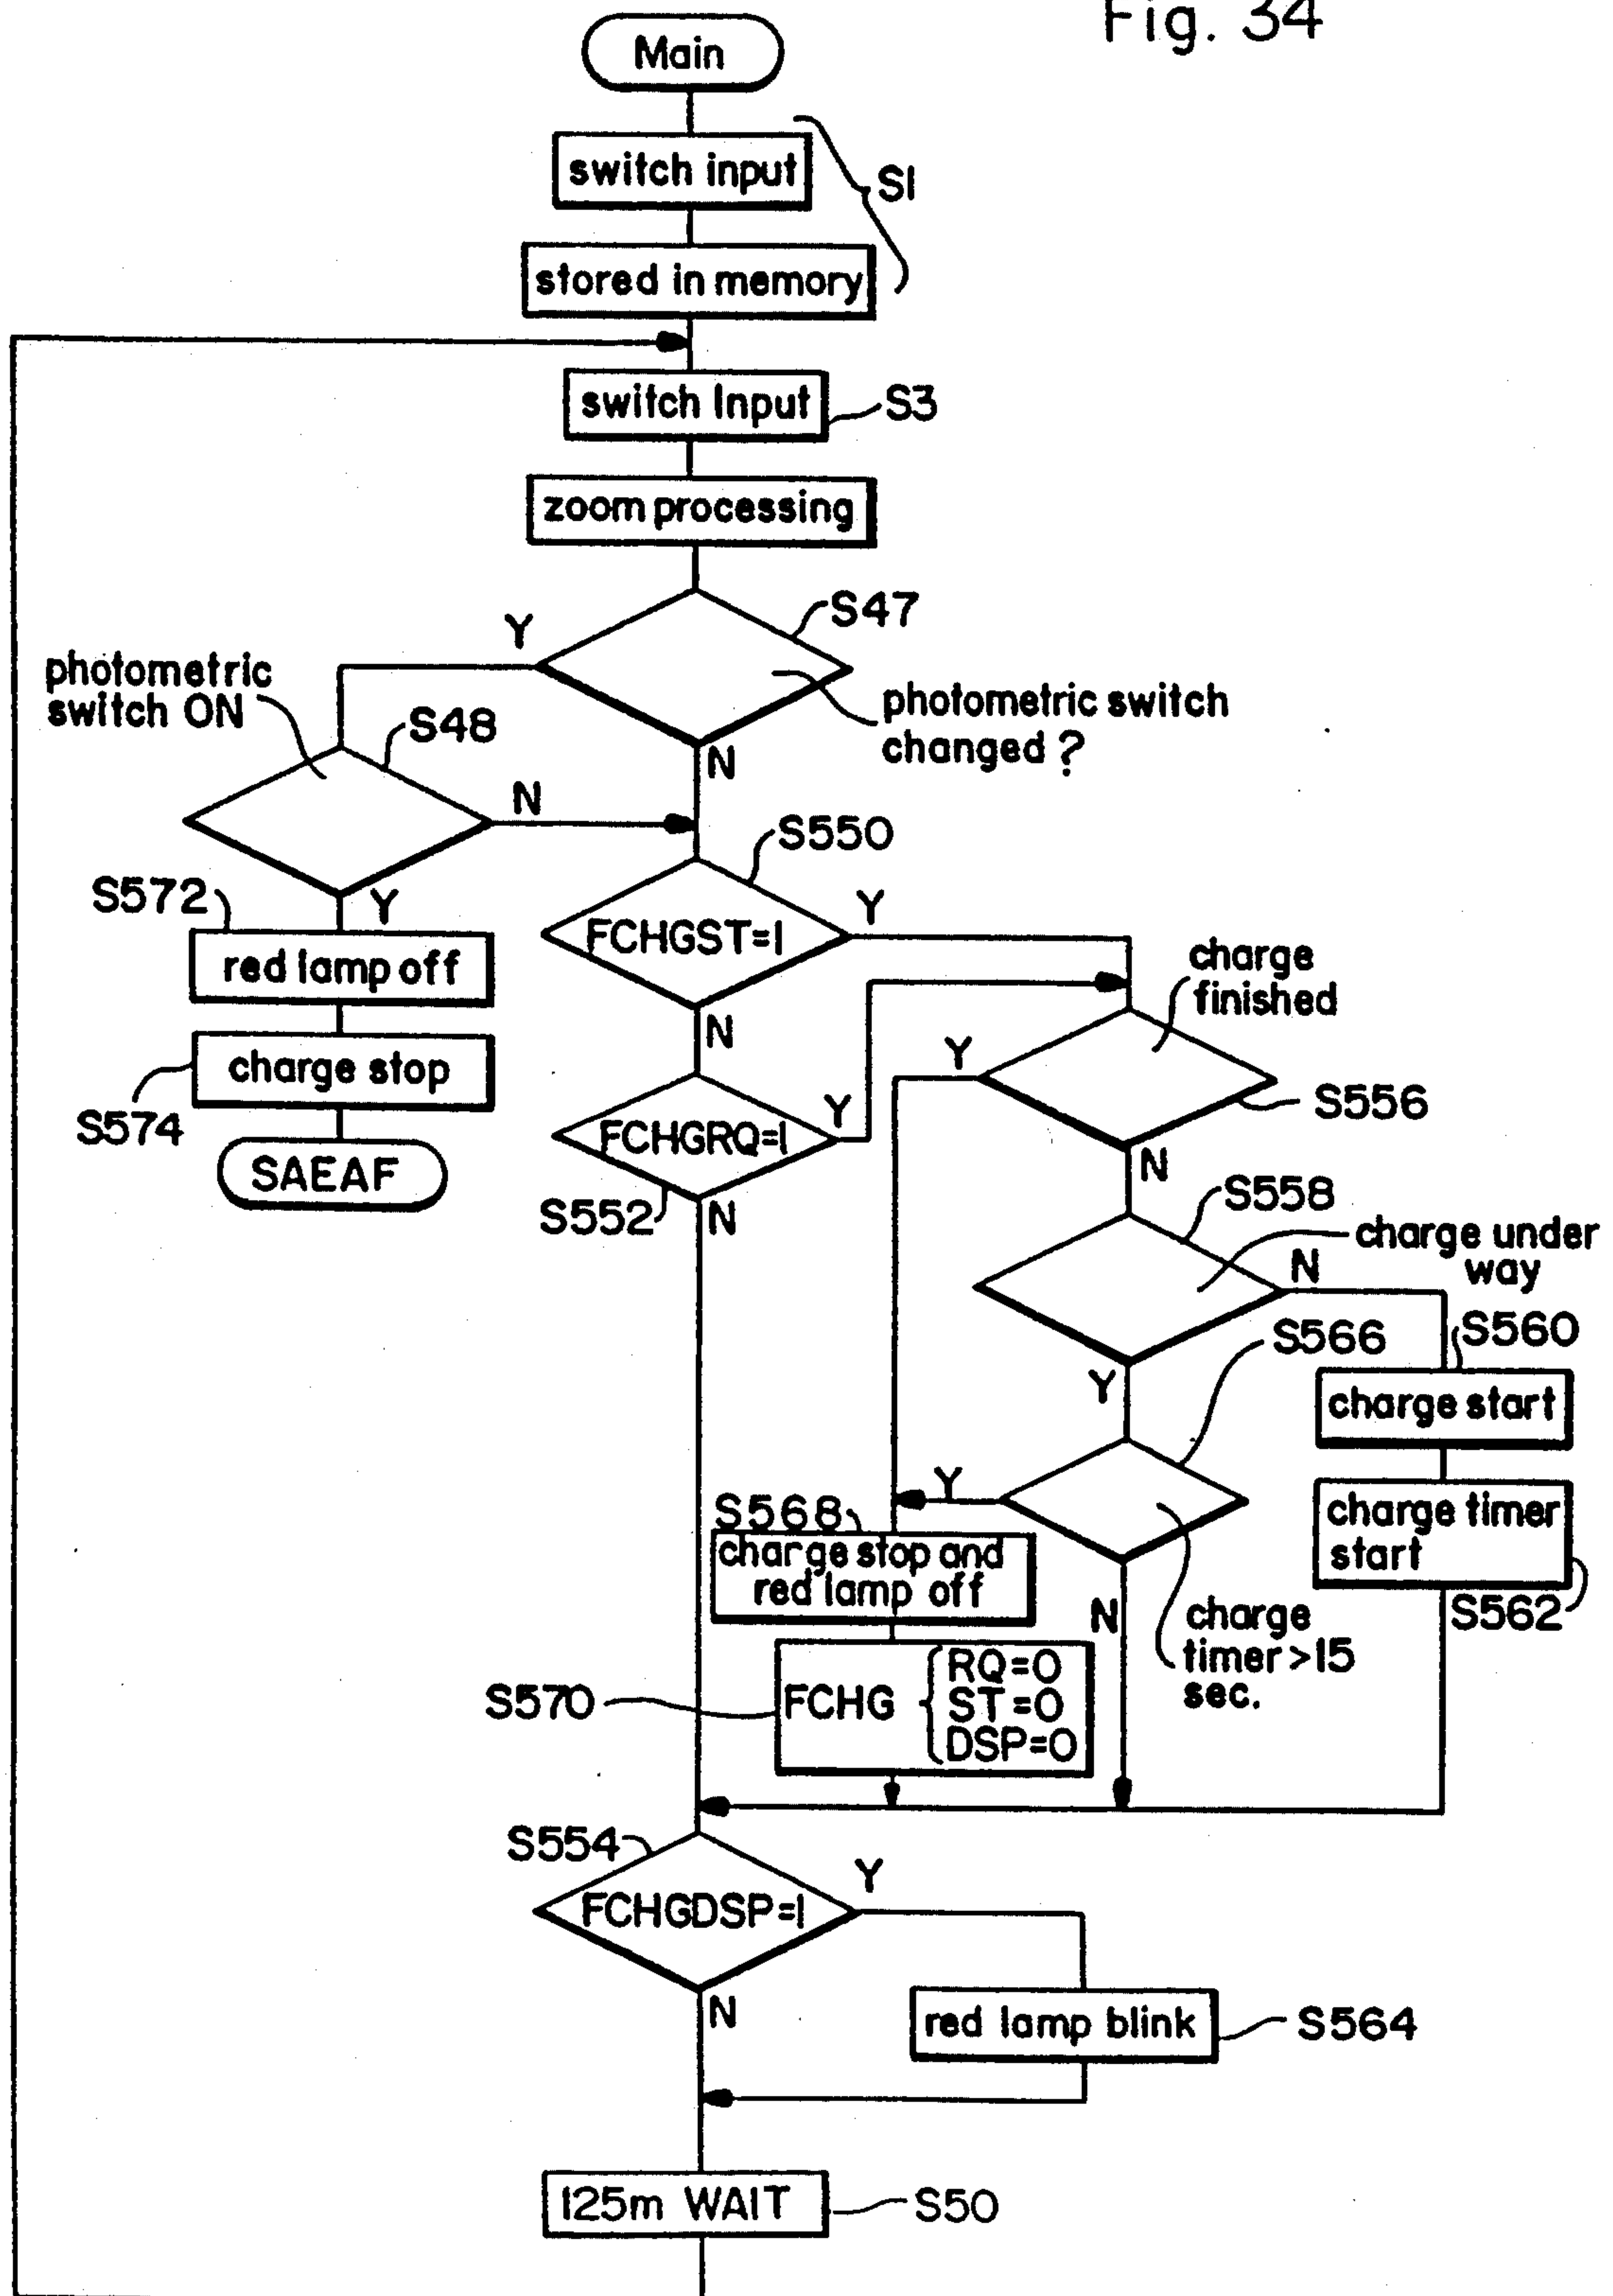 Fig. 34
Main
switch input
S1
stored in memory
switch Input
S3
zoom processing
S47
Y
photometric switch
changed ?
N
photometric
switch ON
S48
N
Y
S572
red lamp off
charge stop
S574
SAEAF
S550
FCHGST=1
Y
N
charge
finished
Y
S556
N
FCHGRQ=1
Y
S552
N
S558
charge under
way
N
Y
S560
charge start
S566
charge timer
start
S562
Y
N
charge
timer>15
sec.
S568
charge stop and
red lamp off
S570
FCHG
RQ=0
ST=0
DSP=0
S554
FCHGDSP=1
Y
N
red lamp blink
S564
125m WAIT
S50